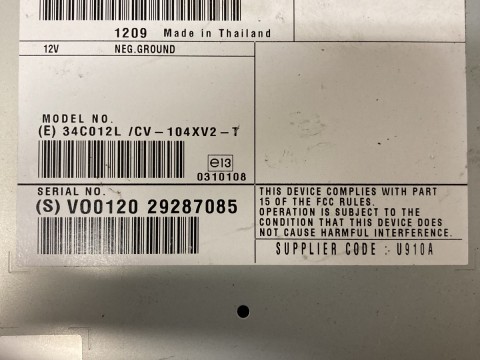 1209 Made in Thailand
12V NEG.GROUND
MODEL NO.
(E) 34C012L /CV-104XV2-T
e13
0310108
SERIAL NO.
(S) V00120 29287085
THIS DEVICE COMPLIES WITH PART
15 OF THE FCC RULES.
OPERATION IS SUBJECT TO THE
CONDITION THAT THIS DEVICE DOES
NOT CAUSE HARMFUL INTERFERENCE.
SUPPLIER CODE : U910A